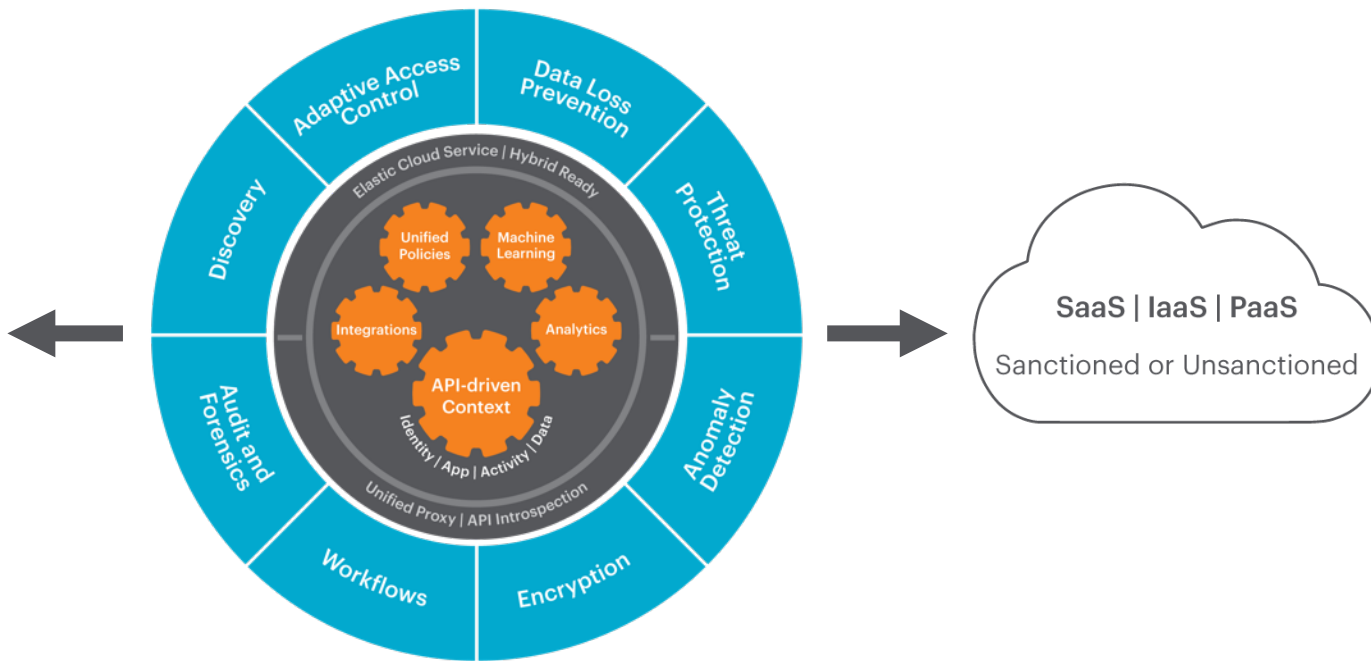 Adaptive Access
Control
Data Loss
Prevention
Threat
Protection
Anomaly
Detection
Encryption
Workflows
Audit and
Forensics
Discovery
Elastic Cloud Service | Hybrid Ready
Unified
Policies
Machine
Learning
Integrations
Analytics
API-driven
Context
Identity | App | Activity | Data
Unified Proxy | API Introspection
SaaS | IaaS | PaaS
Sanctioned or Unsanctioned